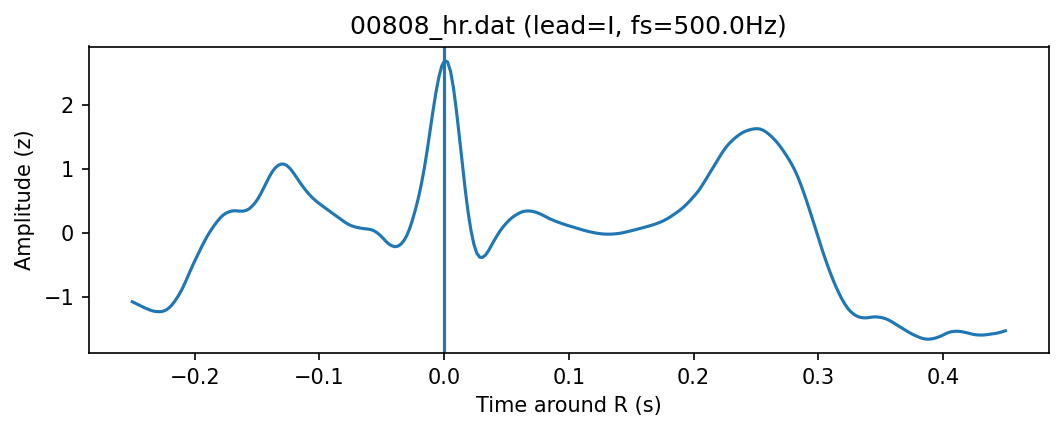 00808_hr.dat (lead=I, fs=500.0Hz)
Amplitude (z)
2
1
0
−1
−0.2 −0.1 0.0 0.1 0.2 0.3 0.4
Time around R (s)